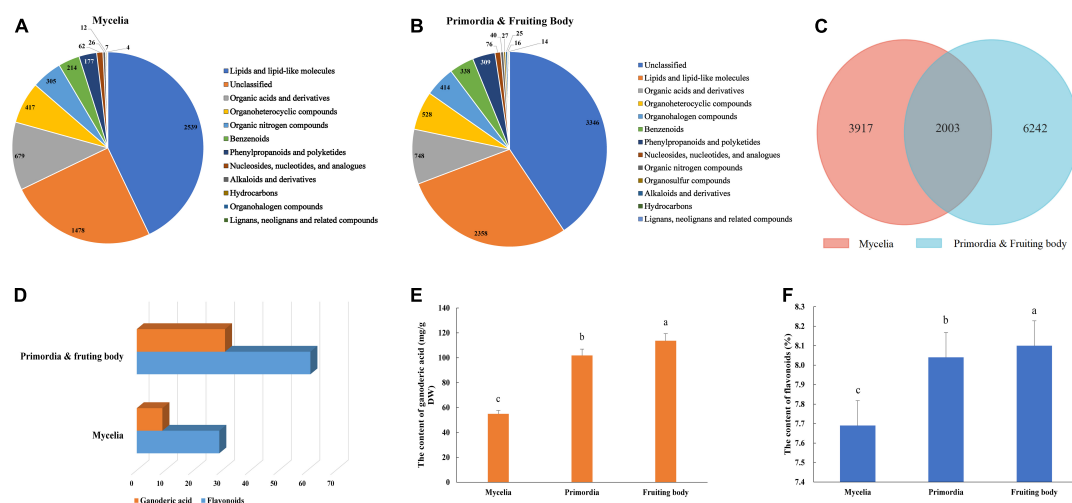 A
Mycelia
12
7
4
62
26
177
214
305
417
679
1478
2539
Lipids and lipid-like molecules
Unclassified
Organic acids and derivatives
Organoheterocyclic compounds
Organic nitrogen compounds
Benzenoids
Phenylpropanoids and polyketides
Nucleosides, nucleotides, and analogues
Alkaloids and derivatives
Hydrocarbons
Organohalogen compounds
Lignans, neolignans and related compounds
B
Primordia & Fruiting Body
40
27
25
76
16
14
309
338
414
528
748
2358
3346
Unclassified
Lipids and lipid-like molecules
Organic acids and derivatives
Organoheterocyclic compounds
Organohalogen compounds
Benzenoids
Phenylpropanoids and polyketides
Nucleosides, nucleotides, and analogues
Organic nitrogen compounds
Organosulfur compounds
Alkaloids and derivatives
Hydrocarbons
Lignans, neolignans and related compounds
C
3917
2003
6242
Mycelia
Primordia & Fruiting body
D
Primordia & fruting body
Mycelia
0 10 20 30 40 50 60 70
Ganoderic acid
Flavonoids
E
The content of ganoderic acid (mg/g
DW)
140
120
100
80
60
40
20
0
c
b
a
Mycelia
Primordia
Fruiting body
F
The content of flavonoids (%)
8.3
8.2
8.1
8
7.9
7.8
7.7
7.6
7.5
7.4
c
b
a
Mycelia
Primordia
Fruiting body